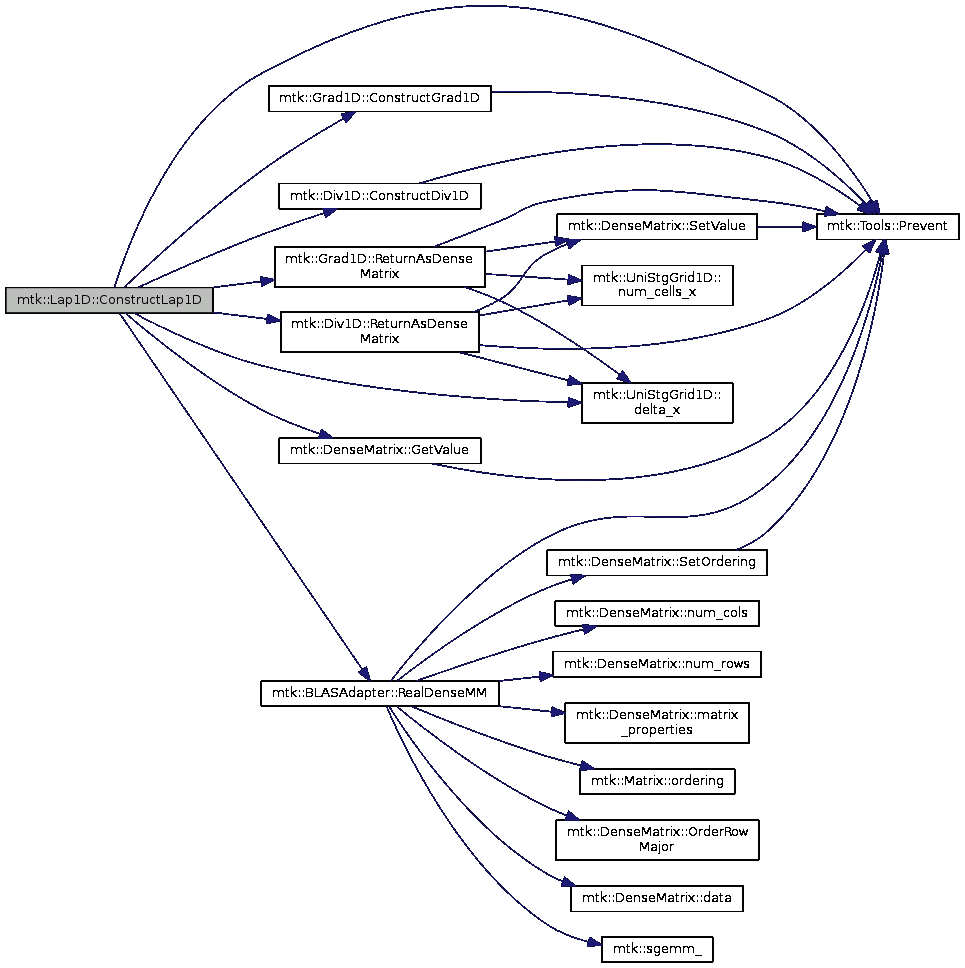 mtk::Lap1D::ConstructLap1D
mtk::Grad1D::ConstructGrad1D
mtk::Div1D::ConstructDiv1D
mtk::Grad1D::ReturnAsDense
Matrix
mtk::Div1D::ReturnAsDense
Matrix
mtk::DenseMatrix::GetValue
mtk::BLASAdapter::RealDenseMM
mtk::DenseMatrix::SetValue
mtk::UniStgGrid1D::
num_cells_x
mtk::UniStgGrid1D::
delta_x
mtk::DenseMatrix::SetOrdering
mtk::DenseMatrix::num_cols
mtk::DenseMatrix::num_rows
mtk::DenseMatrix::matrix
_properties
mtk::Matrix::ordering
mtk::DenseMatrix::OrderRow
Major
mtk::DenseMatrix::data
mtk::sgemm_
mtk::Tools::Prevent